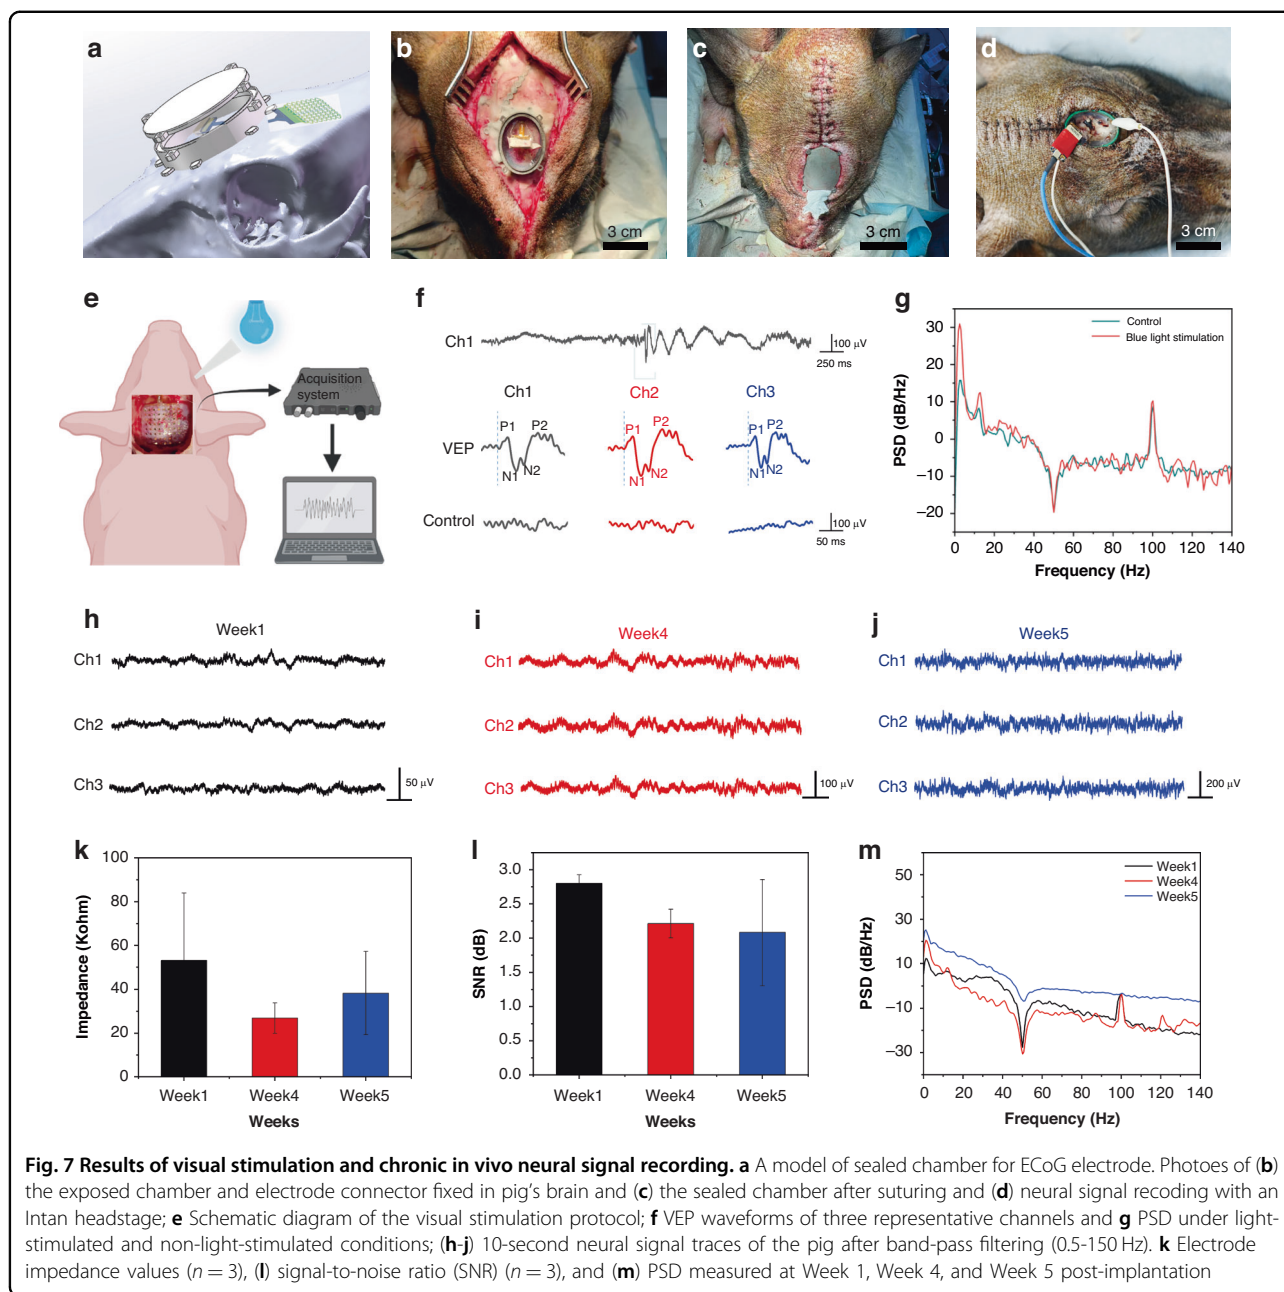 a
b
c
d
3 cm
3 cm
3 cm
e
f
g
Acquisition
system
Ch1
100 μV
250 ms
Ch1
Ch2
Ch3
VEP
P1
P2
N1
N2
P1
P2
N1
N2
P1
P2
N1
N2
Control
100 μV
50 ms
Control
Blue light stimulation
PSD (dB/Hz)
30
20
10
0
−10
−20
0 20 40 60 80 100 120 140
Frequency (Hz)
h
i
j
Week1
Week4
Week5
Ch1
Ch2
Ch3
50 μV
Ch1
Ch2
Ch3
100 μV
Ch1
Ch2
Ch3
200 μV
k
Impedance (Kohm)
100
80
60
40
20
0
Week1 Week4 Week5
Weeks
l
SNR (dB)
3.0
2.5
2.0
1.5
1.0
0.5
0.0
Week1 Week4 Week5
Weeks
m
Week1
Week4
Week5
PSD (dB/Hz)
50
30
10
−10
−30
0 20 40 60 80 100 120 140
Frequency (Hz)
Fig. 7 Results of visual stimulation and chronic in vivo neural signal recording. a A model of sealed chamber for ECoG electrode. Photoes of (b)
the exposed chamber and electrode connector fixed in pig's brain and (c) the sealed chamber after suturing and (d) neural signal recoding with an
Intan headstage; e Schematic diagram of the visual stimulation protocol; f VEP waveforms of three representative channels and g PSD under light-
stimulated and non-light-stimulated conditions; (h-j) 10-second neural signal traces of the pig after band-pass filtering (0.5-150 Hz). k Electrode
impedance values (n = 3), (l) signal-to-noise ratio (SNR) (n = 3), and (m) PSD measured at Week 1, Week 4, and Week 5 post-implantation